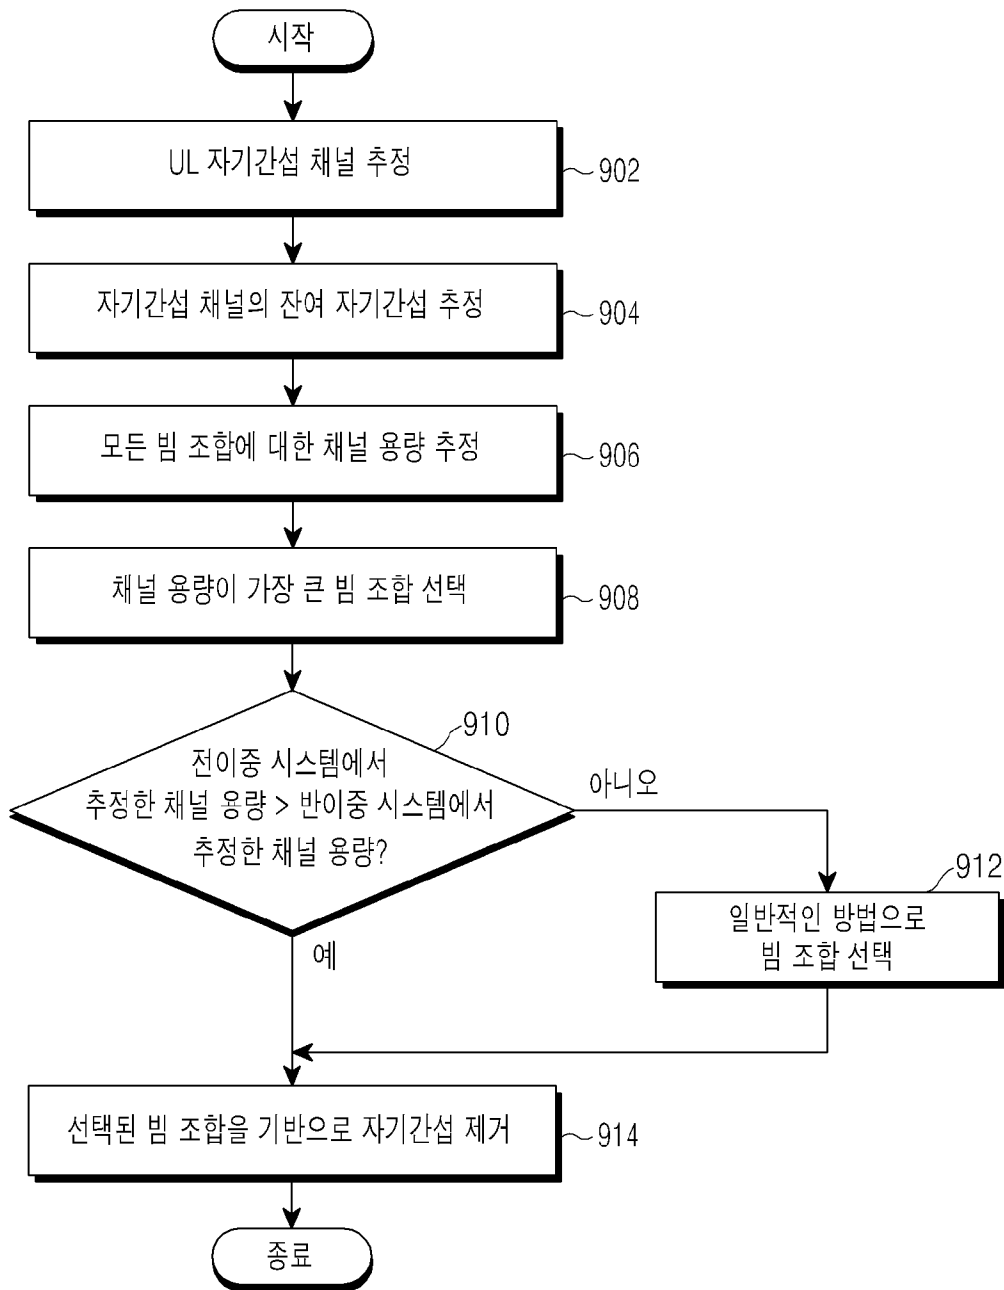 시작
UL 자기간섭 채널 추정
902
자기간섭 채널의 잔여 자기간섭 추정
904
모든 빔 조합에 대한 채널 용량 추정
906
채널 용량이 가장 큰 빔 조합 선택
908
910
전이중 시스템에서
추정한 채널 용량 > 반이중 시스템에서
추정한 채널 용량?
아니오
912
일반적인 방법으로
빔 조합 선택
예
선택된 빔 조합을 기반으로 자기간섭 제거
914
종료